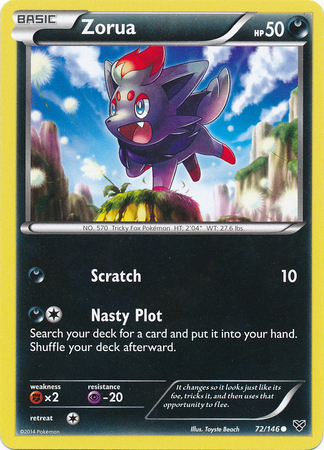 BASIC
Zorua
HP50
NO. 570 Tricky Fox Pokémon HT: 2'04" WT: 27.6 lbs.
Scratch 10
Nasty Plot
Search your deck for a card and put it into your hand.
Shuffle your deck afterward.
weakness
×2
resistance
-20
retreat
It changes so it looks just like its
foe, tricks it, and then uses that
opportunity to flee.
©2014 Pokémon
Illus. Toyste Beach
72/146
XY